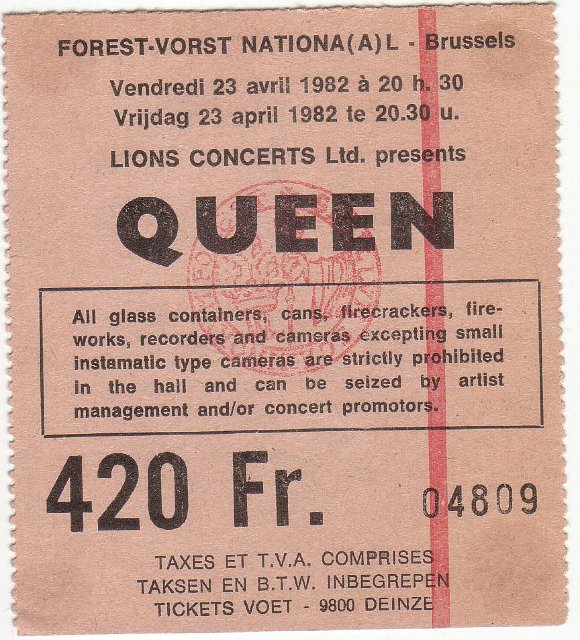 FOREST-VORST NATIONA(A)L - Brussels
Vendredi 23 avril 1982 à 20 h. 30
Vrijdag 23 april 1982 te 20.30 u.
LIONS CONCERTS Ltd. presents
QUEEN
All glass containers, cans, firecrackers, fire-
works, recorders and cameras excepting small
instamatic type cameras are strictly prohibited
in the hall and can be seized by artist
management and/or concert promotors.
420 Fr.
04809
TAXES ET T.V.A. COMPRISES
TAKSEN EN B.T.W. INBEGREPEN
TICKETS VOET - 9800 DEINZE